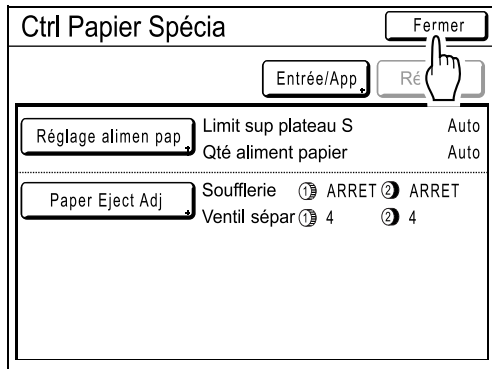 Ctrl Papier Spécia Fermer
Entrée/App Ré
Réglage alimen pap Limit sup plateau S Auto
Qté aliment papier Auto
Paper Eject Adj Soufflerie ① ARRET ② ARRET
Ventil sépar ① 4 ② 4